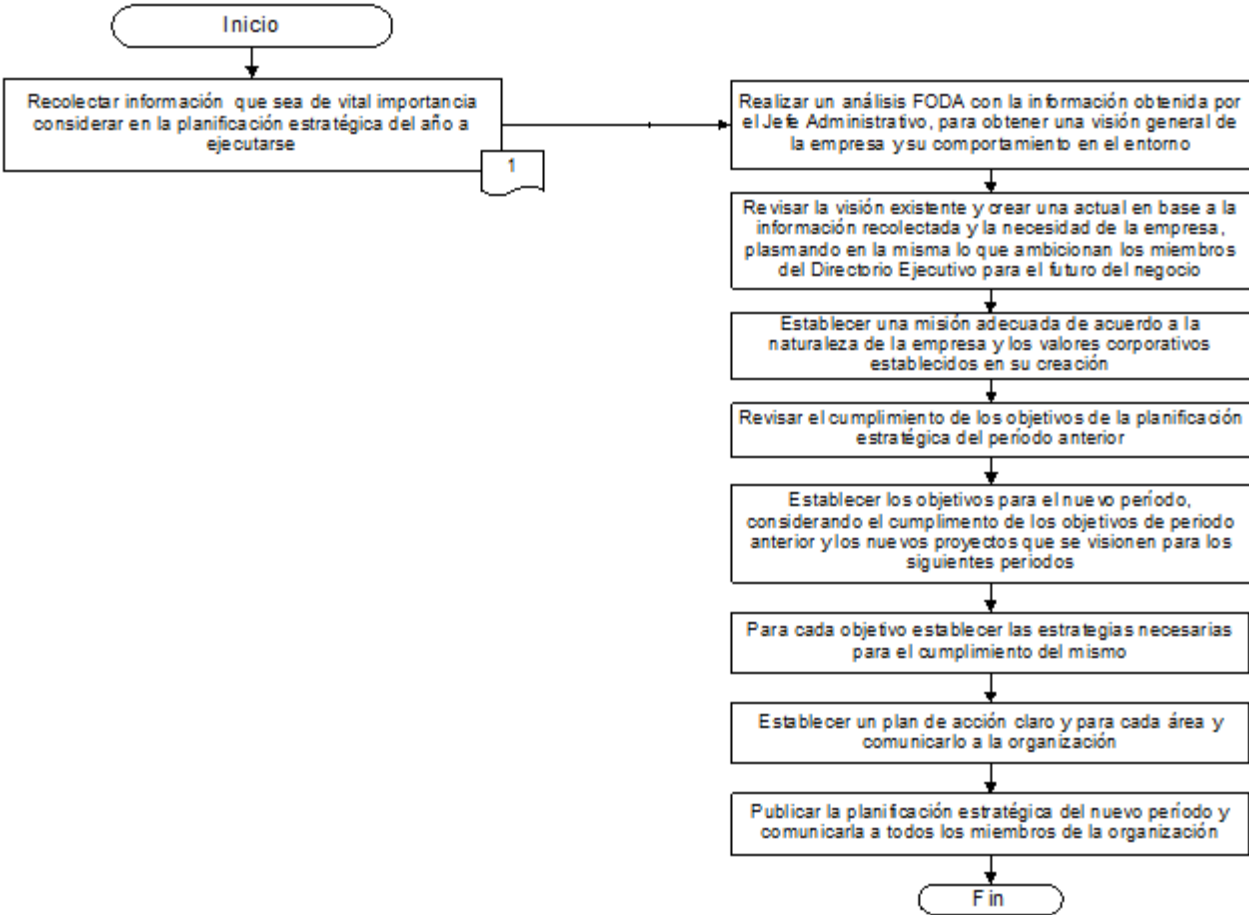 Inicio
Recolectar información que sea de vital importancia
considerar en la planificación estratégica del año a
ejecutarse
1
Realizar un análisis FODA con la información obtenida por
el Jefe Administrativo, para obtener una visión general de
la empresa y su comportamiento en el entorno
Revisar la visión existente y crear una actual en base a la
información recolectada y la necesidad de la empresa,
plasmando en la misma lo que ambicionan los miembros
del Directorio Ejecutivo para el futuro del negocio
Establecer una misión adecuada de acuerdo a la
naturaleza de la empresa y los valores corporativos
establecidos en su creación
Revisar el cumplimiento de los objetivos de la planificación
estratégica del período anterior
Establecer los objetivos para el nuevo período,
considerando el cumplimento de los objetivos de periodo
anterior y los nuevos proyectos que se visionen para los
siguientes periodos
Para cada objetivo establecer las estrategias necesarias
para el cumplimiento del mismo
Establecer un plan de acción claro y para cada área y
comunicarlo a la organización
Publicar la planificación estratégica del nuevo período y
comunicarla a todos los miembros de la organización
Fin